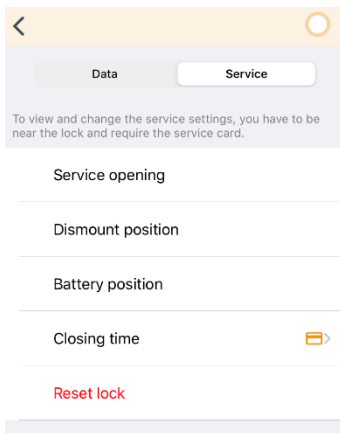 Data
Service
To view and change the service settings, you have to be
near the lock and require the service card.
Service opening
Dismount position
Battery position
Closing time
Reset lock